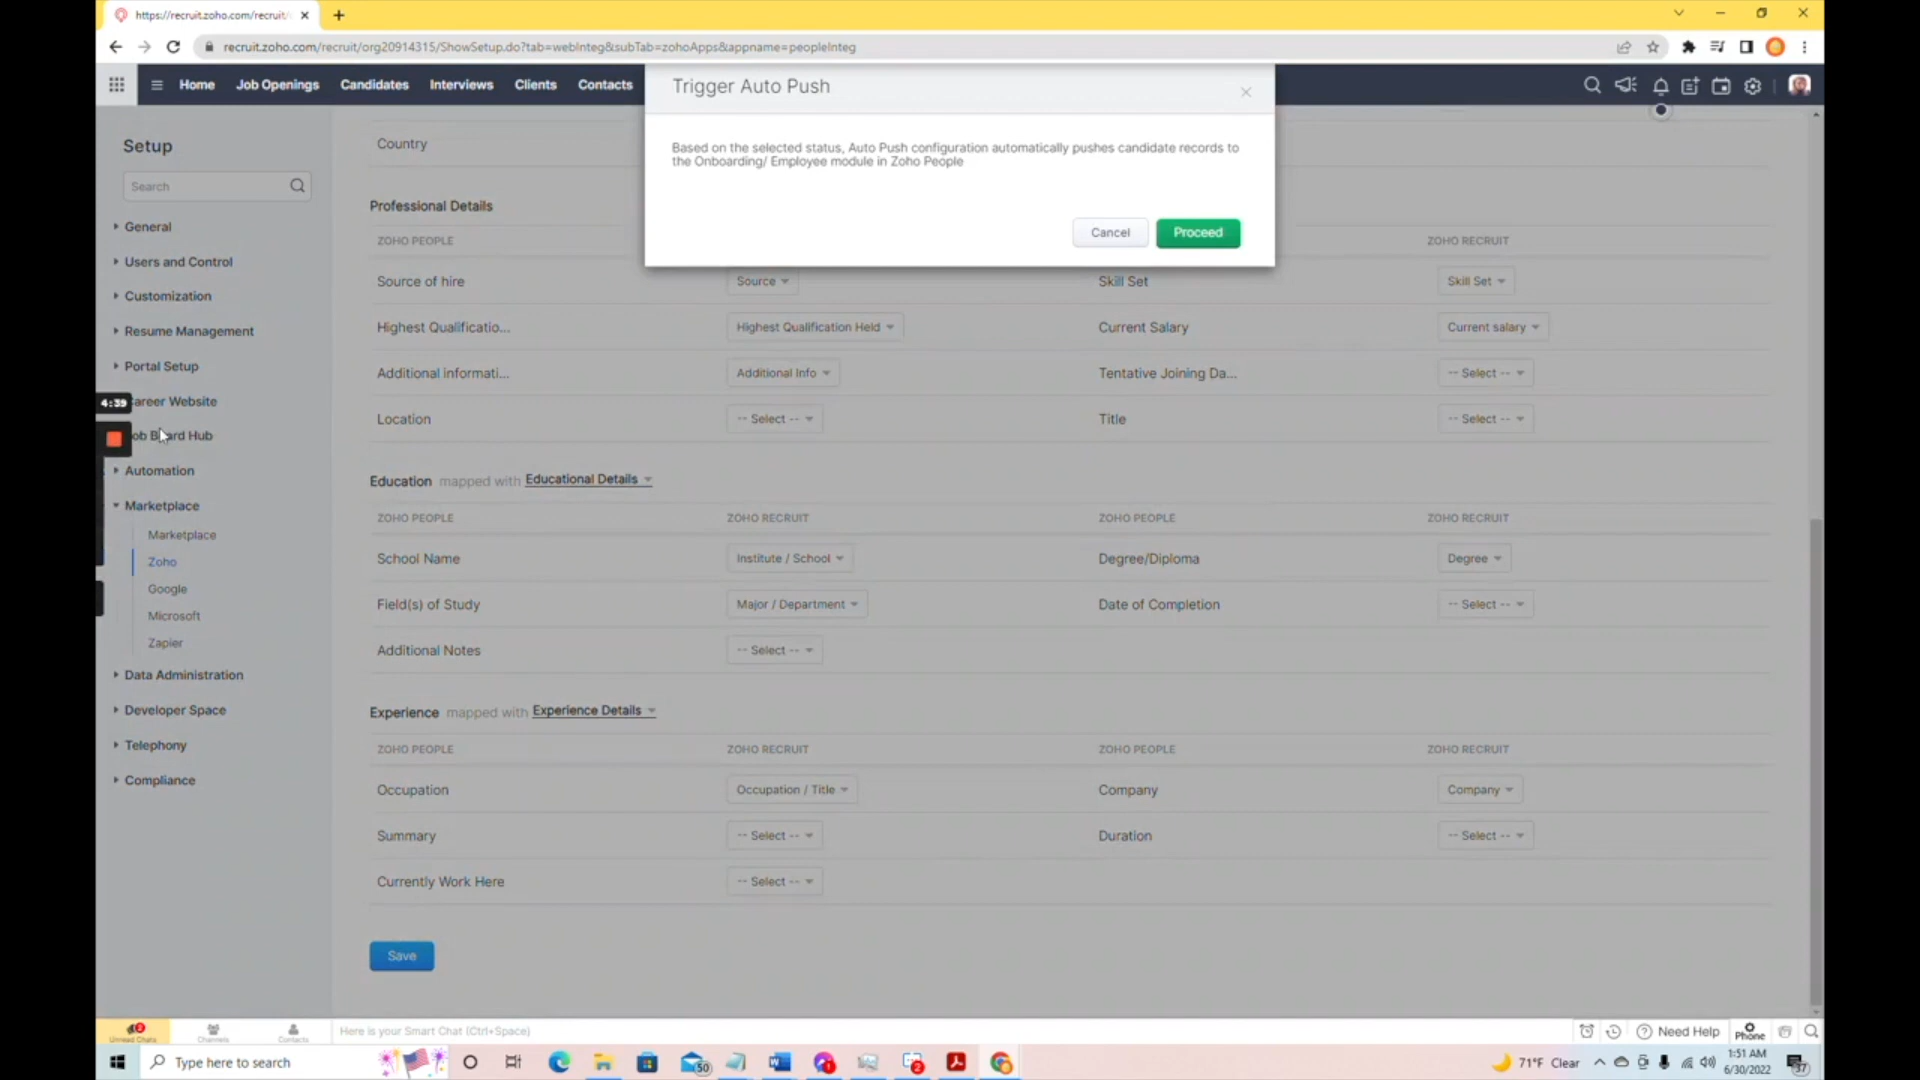 https://recruit.zoho.com/recruit/
recruit.zoho.com/recruit/org20914315/ShowSetup.do?tab=webInteg&subTab=zohoApps&appname=peopleInteg
Home
Job Openings
Candidates
Interviews
Clients
Contacts
Trigger Auto Push
Based on the selected status, Auto Push configuration automatically pushes candidate records to
the Onboarding/ Employee module in Zoho People
Cancel
Proceed
Setup
Search
General
Users and Control
Customization
Resume Management
Portal Setup
4:39
areer Website
ob Board Hub
Automation
Marketplace
Marketplace
Zoho
Google
Microsoft
Zapier
Data Administration
Developer Space
Telephony
Compliance
Country
Professional Details
ZOHO PEOPLE
ZOHO RECRUIT
Source of hire
Source
Skill Set
Skill Set
Highest Qualificatio...
Highest Qualification Held
Current Salary
Current salary
Additional informati...
Additional Info
Tentative Joining Da...
-- Select --
Location
-- Select --
Title
-- Select --
Education mapped with Educational Details
ZOHO PEOPLE
ZOHO RECRUIT
ZOHO PEOPLE
ZOHO RECRUIT
School Name
Institute / School
Degree/Diploma
Degree
Field(s) of Study
Major / Department
Date of Completion
-- Select --
Additional Notes
-- Select --
Experience mapped with Experience Details
ZOHO PEOPLE
ZOHO RECRUIT
ZOHO PEOPLE
ZOHO RECRUIT
Occupation
Occupation / Title
Company
Company
Summary
-- Select --
Duration
-- Select --
Currently Work Here
-- Select --
Save
2
Unread Chats
Channels
Contacts
Here is your Smart Chat (Ctrl+Space)
Need Help
Phone
Type here to search
50
2
71°F Clear
1:51 AM
6/30/2022
37